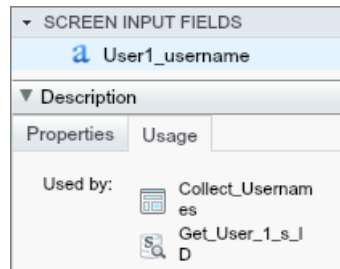 SCREEN INPUT FIELDS
a User1_username
Description
Properties Usage
Used by: Collect_Usernam
es
Get_User_1_s_I
D